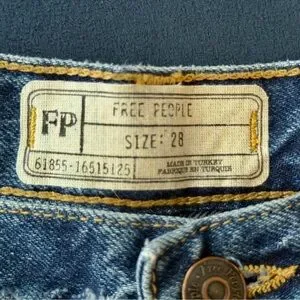 FP
FREE PEOPLE
SIZE: 28
61855-16515125
MADE IN TURKEY
FABRIQUE EN TURQUIE